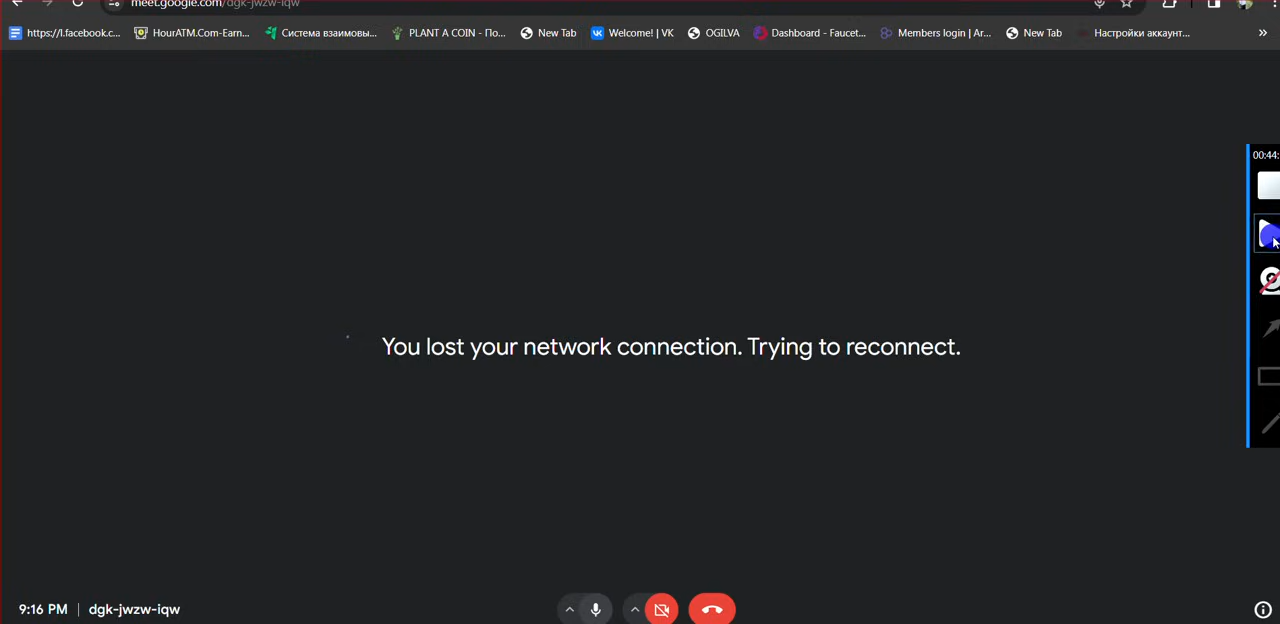 meet.google.com/dgk-jwzw-iqw
https://l.facebook.c... HourATM.Com-Earn... Система взаимовы... PLANT A COIN - По... New Tab Welcome! | VK OGILVA Dashboard - Faucet... Members login | Ar... New Tab Настройки аккаунт...
00:44:
You lost your network connection. Trying to reconnect.
9:16 PM | dgk-jwzw-iqw